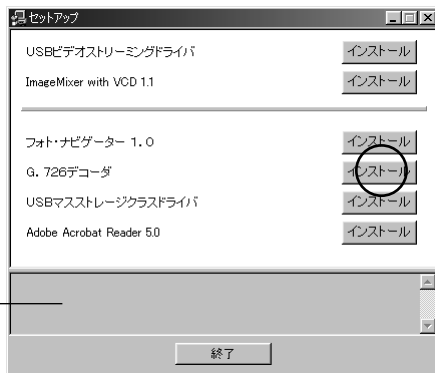 セットアップ
USBビデオストリーミングドライバ インストール
ImageMixer with VCD 1.1 インストール
フォト・ナビゲーター 1.0 インストール
G. 726デコーダ インストール
USBマスストレージクラスドライバ インストール
Adobe Acrobat Reader 5.0 インストール
終了